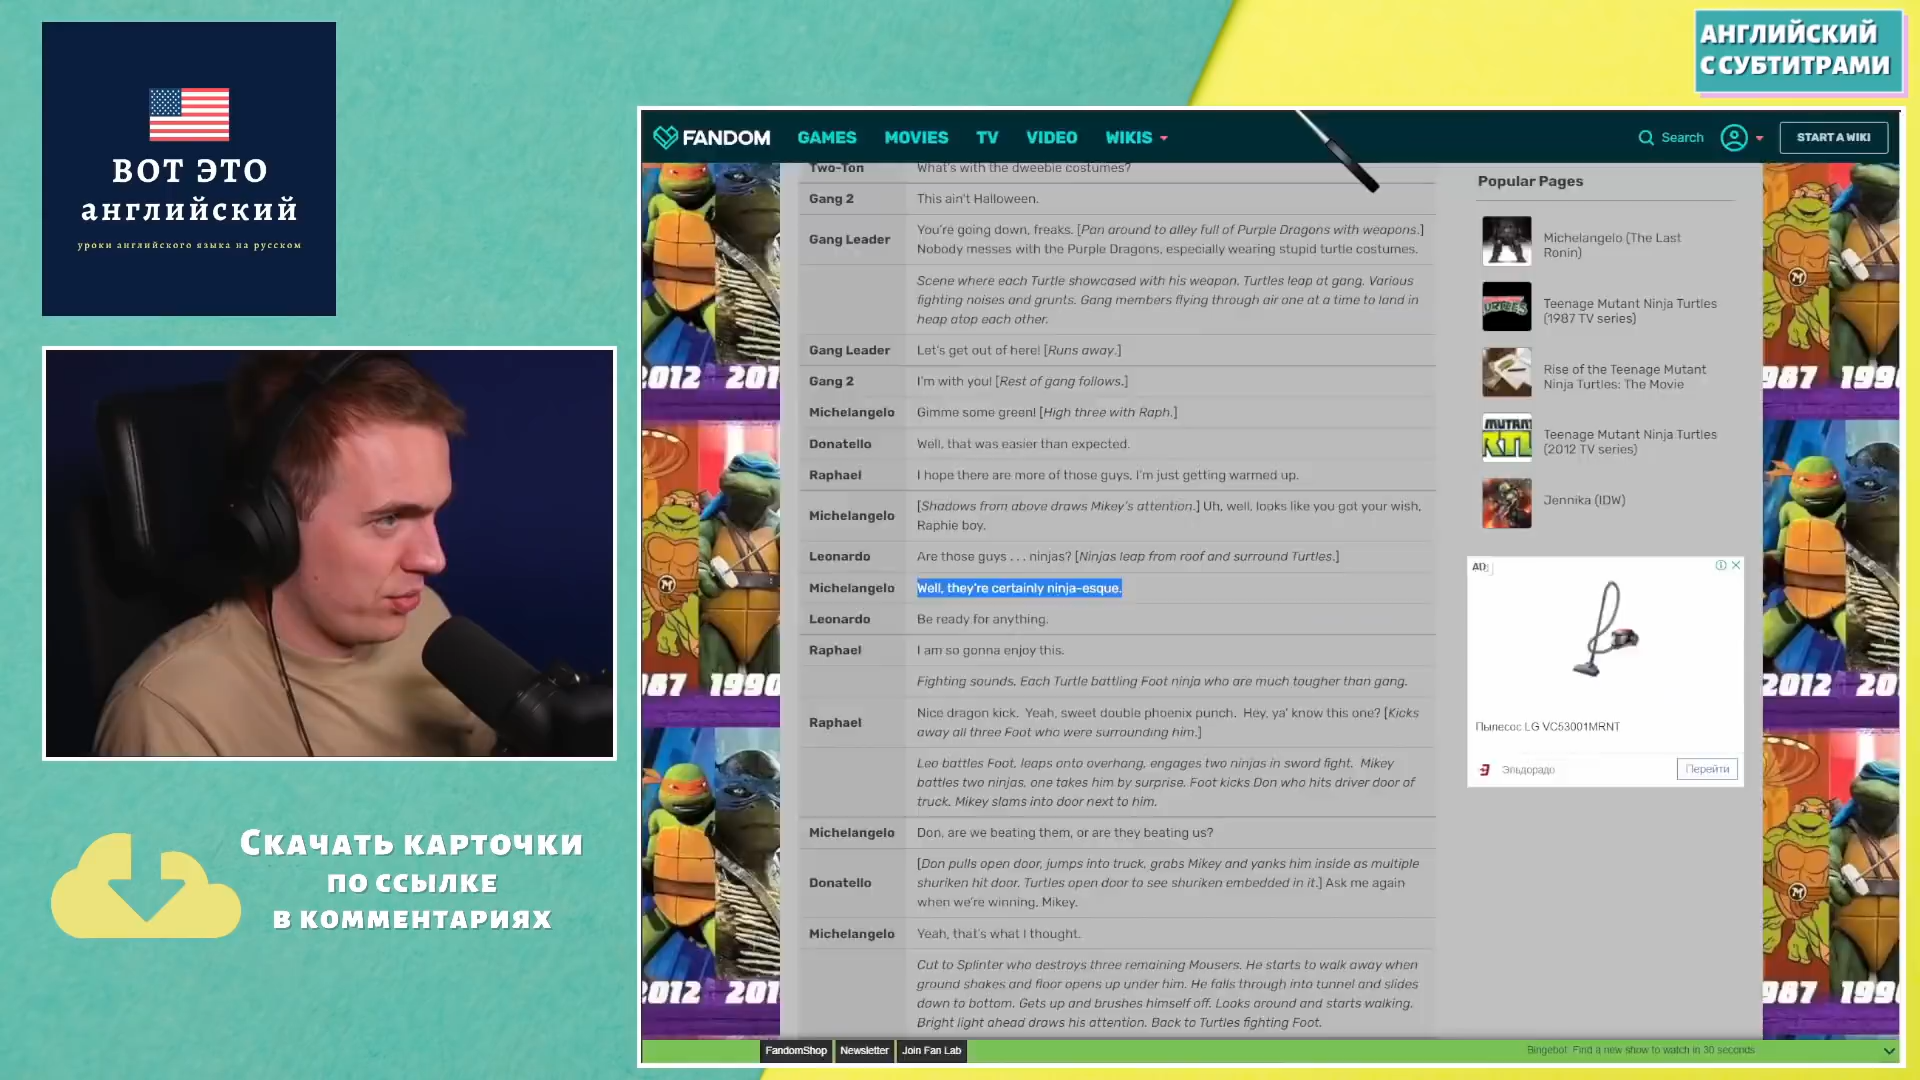 ВОТ ЭТО
английский
уроки английского языка на русском
АНГЛИЙСКИЙ
С СУБТИТРАМИ
FANDOM GAMES MOVIES TV VIDEO WIKIS Search START A WIKI
Two-Ton What's with the dweebie costumes?
Gang 2 This ain't Halloween.
Gang Leader You're going down, freaks. [Pan around to alley full of Purple Dragons with weapons.]
Nobody messes with the Purple Dragons, especially wearing stupid turtle costumes.
Scene where each Turtle showcased with his weapon. Turtles leap at gang. Various
fighting noises and grunts. Gang members flying through air one at a time to land in
heap atop each other.
Gang Leader Let's get out of here! [Runs away.]
Gang 2 I'm with you! [Rest of gang follows.]
Michelangelo Gimme some green! [High three with Raph.]
Donatello Well, that was easier than expected.
Raphael I hope there are more of those guys, I'm just getting warmed up.
Michelangelo [Shadows from above draws Mikey's attention.] Uh, well, looks like you got your wish,
Raphie boy.
Leonardo Are those guys . . . ninjas? [Ninjas leap from roof and surround Turtles.]
Michelangelo Well, they're certainly ninja-esque.
Leonardo Be ready for anything.
Raphael I am so gonna enjoy this.
Fighting sounds. Each Turtle battling Foot ninja who are much tougher than gang.
Raphael Nice dragon kick. Yeah, sweet double phoenix punch. Hey, ya' know this one? [Kicks
away all three Foot who were surrounding him.]
Leo battles Foot, leaps onto overhang, engages two ninjas in sword fight. Mikey
battles two ninjas, one takes him by surprise. Foot kicks Don who hits driver door of
truck. Mikey slams into door next to him.
Michelangelo Don, are we beating them, or are they beating us?
Donatello [Don pulls open door, jumps into truck, grabs Mikey and yanks him inside as multiple
shuriken hit door. Turtles open door to see shuriken embedded in it.] Ask me again
when we're winning, Mikey.
Michelangelo Yeah, that's what I thought.
Cut to Splinter who destroys three remaining Mousers. He starts to walk away when
ground shakes and floor opens up under him. He falls through into tunnel and slides
down to bottom. Gets up and brushes himself off. Looks around and starts walking.
Bright light ahead draws his attention. Back to Turtles fighting Foot.
Popular Pages
Michelangelo (The Last
Ronin)
Teenage Mutant Ninja Turtles
(1987 TV series)
Rise of the Teenage Mutant
Ninja Turtles: The Movie
Teenage Mutant Ninja Turtles
(2012 TV series)
Jennika (IDW)
AD
Пылесос LG VC53001MRNT
Эльдорадо Перейти
2012 201
87 1990
2012 201
987 1990
2012 201
987 199
FandomShop Newsletter Join Fan Lab
Bingebot: Find a new show to watch in 30 seconds
Скачать карточки
по ссылке
в комментариях